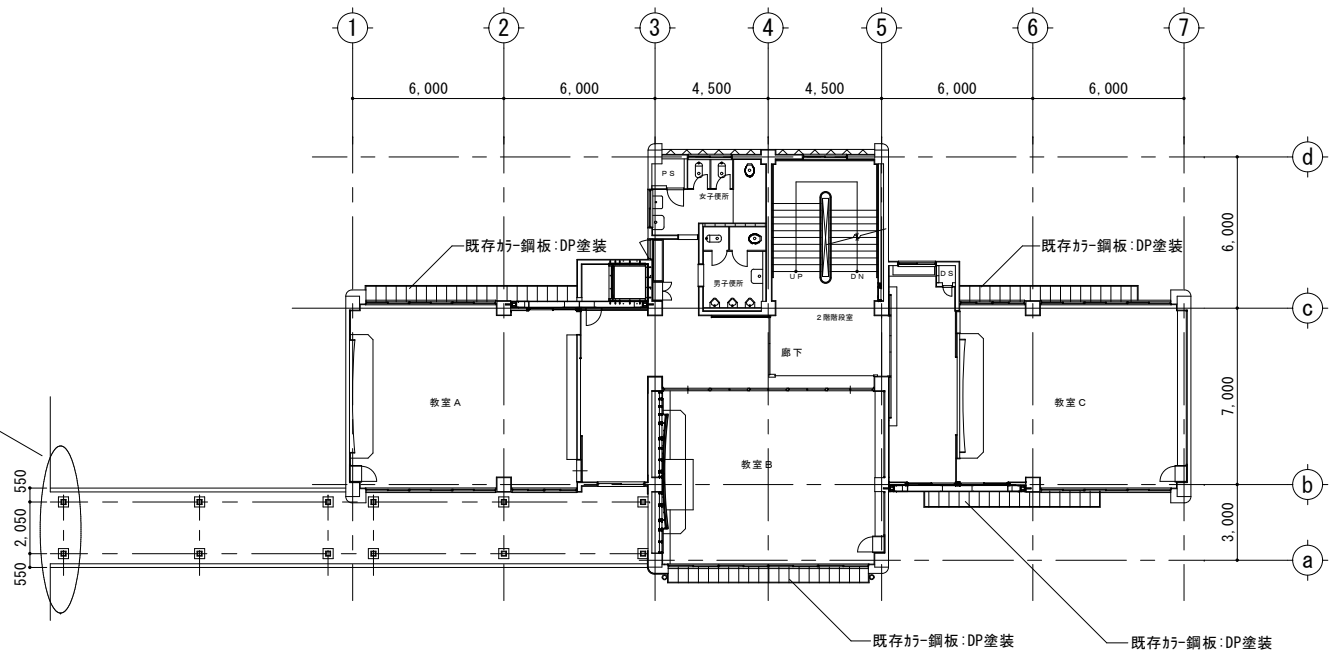 1 2 3 4 5 6 7
6,000 6,000 4,500 4,500 6,000 6,000
d
PS
女子便所
既存カラー鋼板:DP塗装
既存カラー鋼板:DP塗装
6,000
DS
UP
DN
男子便所
c
2階階段室
廊下
教室A
教室C
7,000
教室B
550
b
2,050
3,000
550
a
既存カラー鋼板:DP塗装
既存カラー鋼板:DP塗装